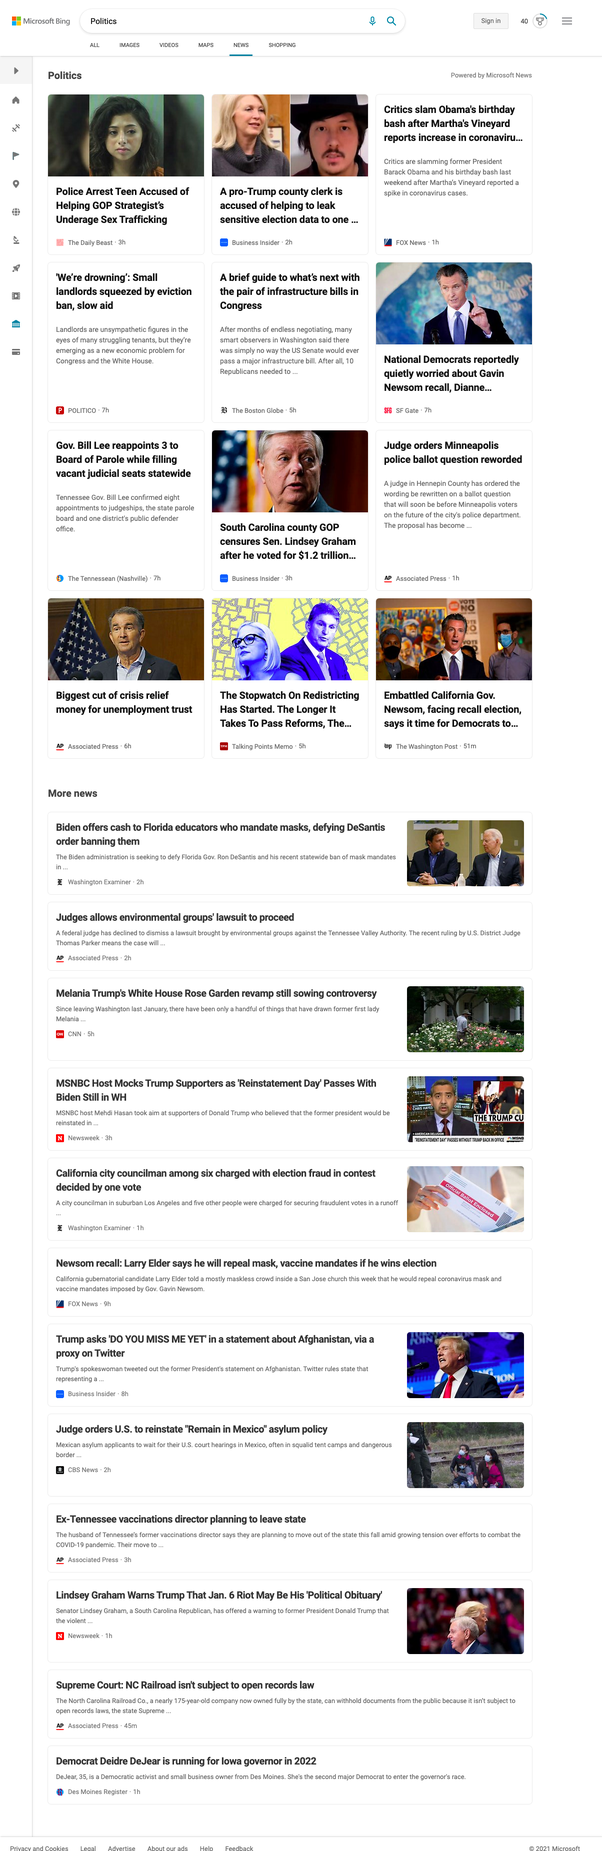 Microsoft Bing
Politics
Sign in
40
ALL
IMAGES
VIDEOS
MAPS
NEWS
SHOPPING
Politics
Powered by Microsoft News
Police Arrest Teen Accused of
Helping GOP Strategist's
Underage Sex Trafficking
The Daily Beast · 3h
A pro-Trump county clerk is
accused of helping to leak
sensitive election data to one ...
Business Insider · 2h
Critics slam Obama's birthday
bash after Martha's Vineyard
reports increase in coronaviru...
Critics are slamming former President
Barack Obama and his birthday bash last
weekend after Martha's Vineyard reported a
spike in coronavirus cases.
FOX News · 1h
'We're drowning': Small
landlords squeezed by eviction
ban, slow aid
Landlords are unsympathetic figures in the
eyes of many struggling tenants, but they're
emerging as a new economic problem for
Congress and the White House.
POLITICO · 7h
A brief guide to what's next with
the pair of infrastructure bills in
Congress
After months of endless negotiating, many
smart observers in Washington said there
was simply no way the US Senate would ever
pass a major infrastructure bill. After all, 10
Republicans needed to ...
The Boston Globe · 5h
National Democrats reportedly
quietly worried about Gavin
Newsom recall, Dianne...
SF Gate · 7h
Gov. Bill Lee reappoints 3 to
Board of Parole while filling
vacant judicial seats statewide
Tennessee Gov. Bill Lee confirmed eight
appointments to judgeships, the state parole
board and one district's public defender
office.
The Tennessean (Nashville) · 7h
South Carolina county GOP
censures Sen. Lindsey Graham
after he voted for $1.2 trillion...
Business Insider · 3h
Judge orders Minneapolis
police ballot question reworded
A judge in Hennepin County has ordered the
wording be rewritten on a ballot question
that will soon be before Minneapolis voters
on the future of the city's police department.
The proposal has become ...
AP Associated Press · 1h
Biggest cut of crisis relief
money for unemployment trust
AP Associated Press · 6h
The Stopwatch On Redistricting
Has Started. The Longer It
Takes To Pass Reforms, The...
Talking Points Memo · 5h
Embattled California Gov.
Newsom, facing recall election,
says it time for Democrats to...
wp The Washington Post · 51m
More news
Biden offers cash to Florida educators who mandate masks, defying DeSantis
order banning them
The Biden administration is seeking to defy Florida Gov. Ron DeSantis and his recent statewide ban of mask mandates
in ...
Washington Examiner · 2h
Judges allows environmental groups' lawsuit to proceed
A federal judge has declined to dismiss a lawsuit brought by environmental groups against the Tennessee Valley Authority. The recent ruling by U.S. District Judge
Thomas Parker means the case will ...
AP Associated Press · 2h
Melania Trump's White House Rose Garden revamp still sowing controversy
Since leaving Washington last January, there have been only a handful of things that have drawn former first lady
Melania ...
CNN · 5h
MSNBC Host Mocks Trump Supporters as 'Reinstatement Day' Passes With
Biden Still in WH
MSNBC host Mehdi Hasan took aim at supporters of Donald Trump who believed that the former president would be
reinstated in ...
N Newsweek · 3h
THE TRUMP CU
"REINSTATEMENT DAY" PASSES WITHOUT TRUMP BACK IN OFFICE
California city councilman among six charged with election fraud in contest
decided by one vote
A city councilman in suburban Los Angeles and five other people were charged for securing fraudulent votes in a runoff
...
Washington Examiner · 1h
Official Ballot Enclosed
Newsom recall: Larry Elder says he will repeal mask, vaccine mandates if he wins election
California gubernatorial candidate Larry Elder told a mostly maskless crowd inside a San Jose church this week that he would repeal coronavirus mask and
vaccine mandates imposed by Gov. Gavin Newsom.
FOX News · 9h
Trump asks 'DO YOU MISS ME YET' in a statement about Afghanistan, via a
proxy on Twitter
Trump's spokeswoman tweeted out the former President's statement on Afghanistan. Twitter rules state that
representing a ...
Business Insider · 8h
Judge orders U.S. to reinstate "Remain in Mexico" asylum policy
Mexican asylum applicants to wait for their U.S. court hearings in Mexico, often in squalid tent camps and dangerous
border ...
CBS News · 2h
Ex-Tennessee vaccinations director planning to leave state
The husband of Tennessee's former vaccinations director says they are planning to move out of the state this fall amid growing tension over efforts to combat the
COVID-19 pandemic. Their move to ...
AP Associated Press · 3h
Lindsey Graham Warns Trump That Jan. 6 Riot May Be His 'Political Obituary'
Senator Lindsey Graham, a South Carolina Republican, has offered a warning to former President Donald Trump that
the violent ...
N Newsweek · 1h
Supreme Court: NC Railroad isn't subject to open records law
The North Carolina Railroad Co., a nearly 175-year-old company now owned fully by the state, can withhold documents from the public because it isn't subject to
open records laws, the state Supreme ...
AP Associated Press · 45m
Democrat Deidre DeJear is running for Iowa governor in 2022
DeJear, 35, is a Democratic activist and small business owner from Des Moines. She's the second major Democrat to enter the governor's race.
Des Moines Register · 1h
Privacy and Cookies
Legal
Advertise
About our ads
Help
Feedback
© 2021 Microsoft